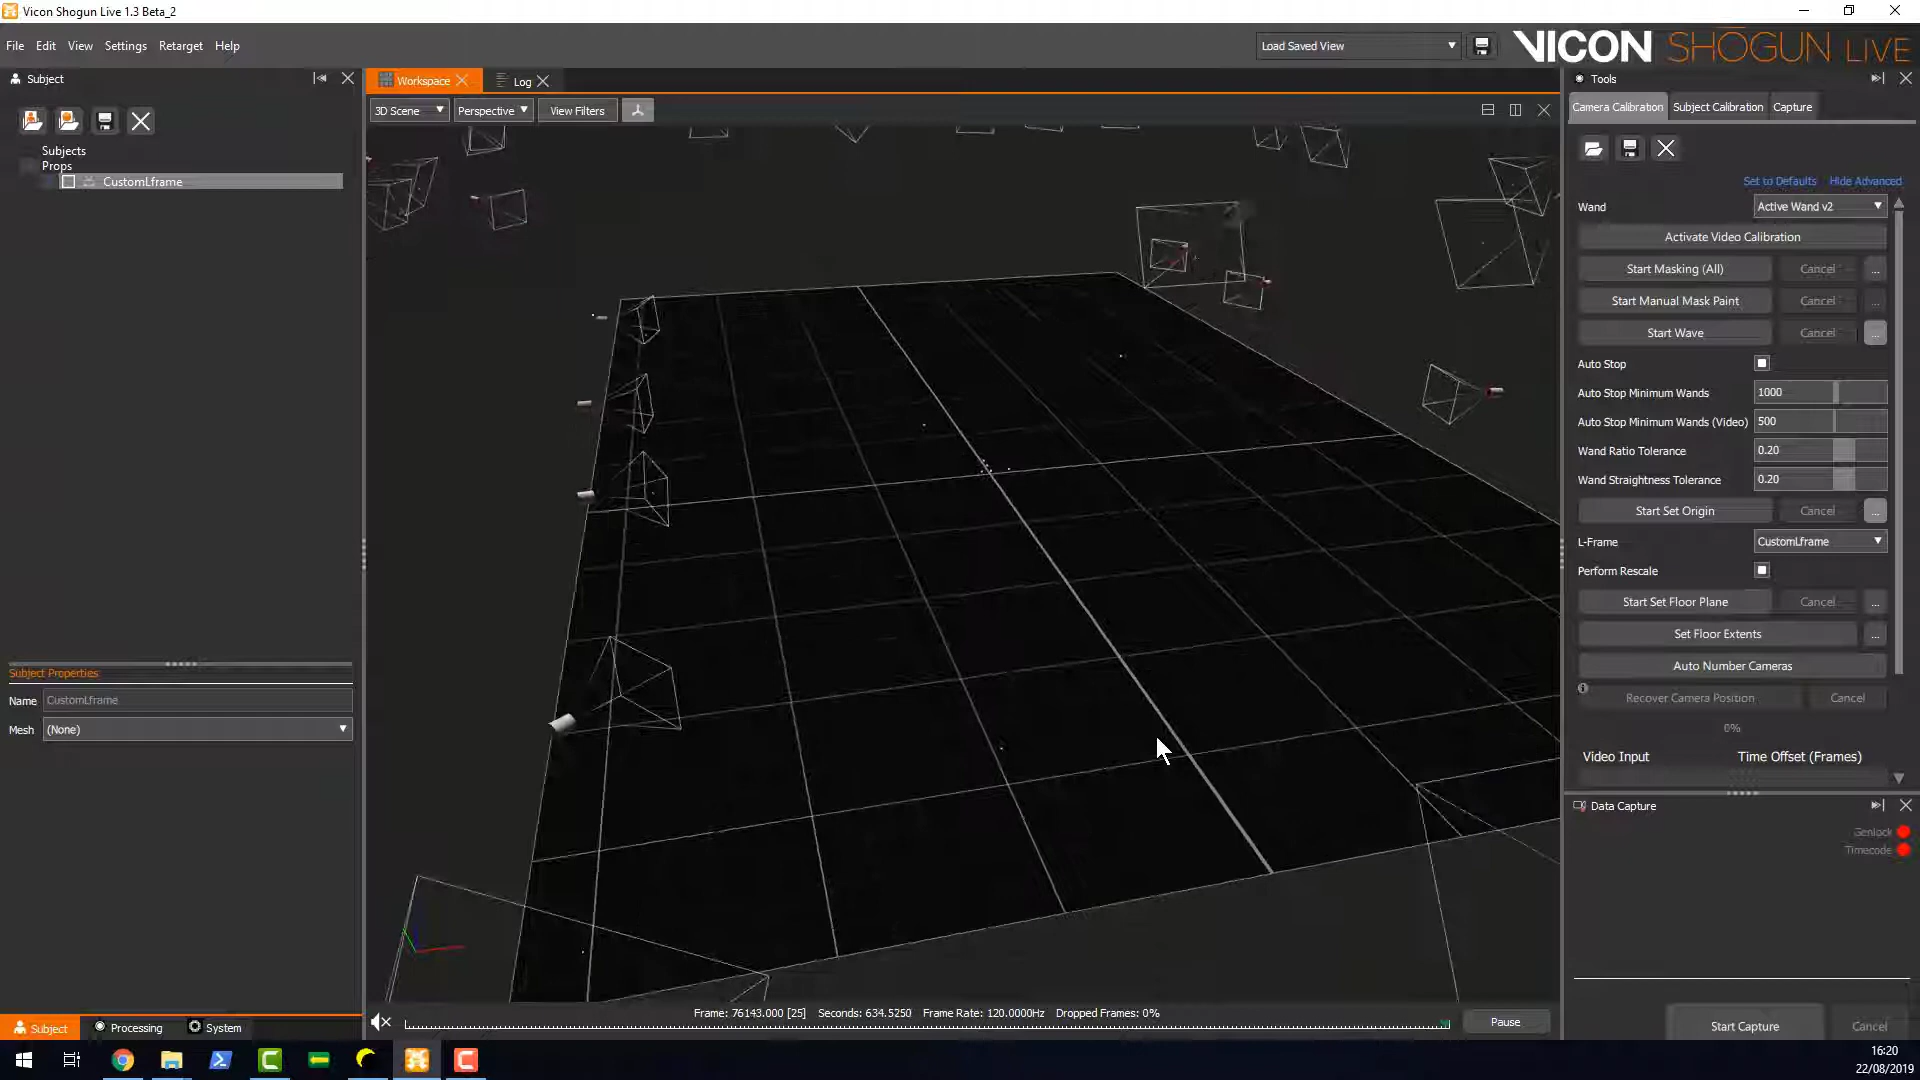 Vicon Shogun Live 1.3 Beta_2
File Edit View Settings Retarget Help
Load Saved View
VICON SHOGUN LIVE
Subject
Subjects
Props
CustomLframe
Subject Properties
Name CustomLframe
Mesh (None)
Subject Processing System
Workspace Log
3D Scene Perspective View Filters
Frame: 76143.000 [25] Seconds: 634.5250 Frame Rate: 120.0000Hz Dropped Frames: 0%
Pause
Tools
Camera Calibration Subject Calibration Capture
Set to Defaults Hide Advanced
Wand Active Wand v2
Activate Video Calibration
Start Masking (All) Cancel ...
Start Manual Mask Paint Cancel ...
Start Wave Cancel ...
Auto Stop
Auto Stop Minimum Wands 1000
Auto Stop Minimum Wands (Video) 500
Wand Ratio Tolerance 0.20
Wand Straightness Tolerance 0.20
Start Set Origin Cancel ...
L-Frame CustomLframe
Perform Rescale
Start Set Floor Plane Cancel ...
Set Floor Extents ...
Auto Number Cameras
Recover Camera Position Cancel
0%
Video Input Time Offset (Frames)
Data Capture
Genlock
Timecode
Start Capture Cancel
16:20
22/08/2019